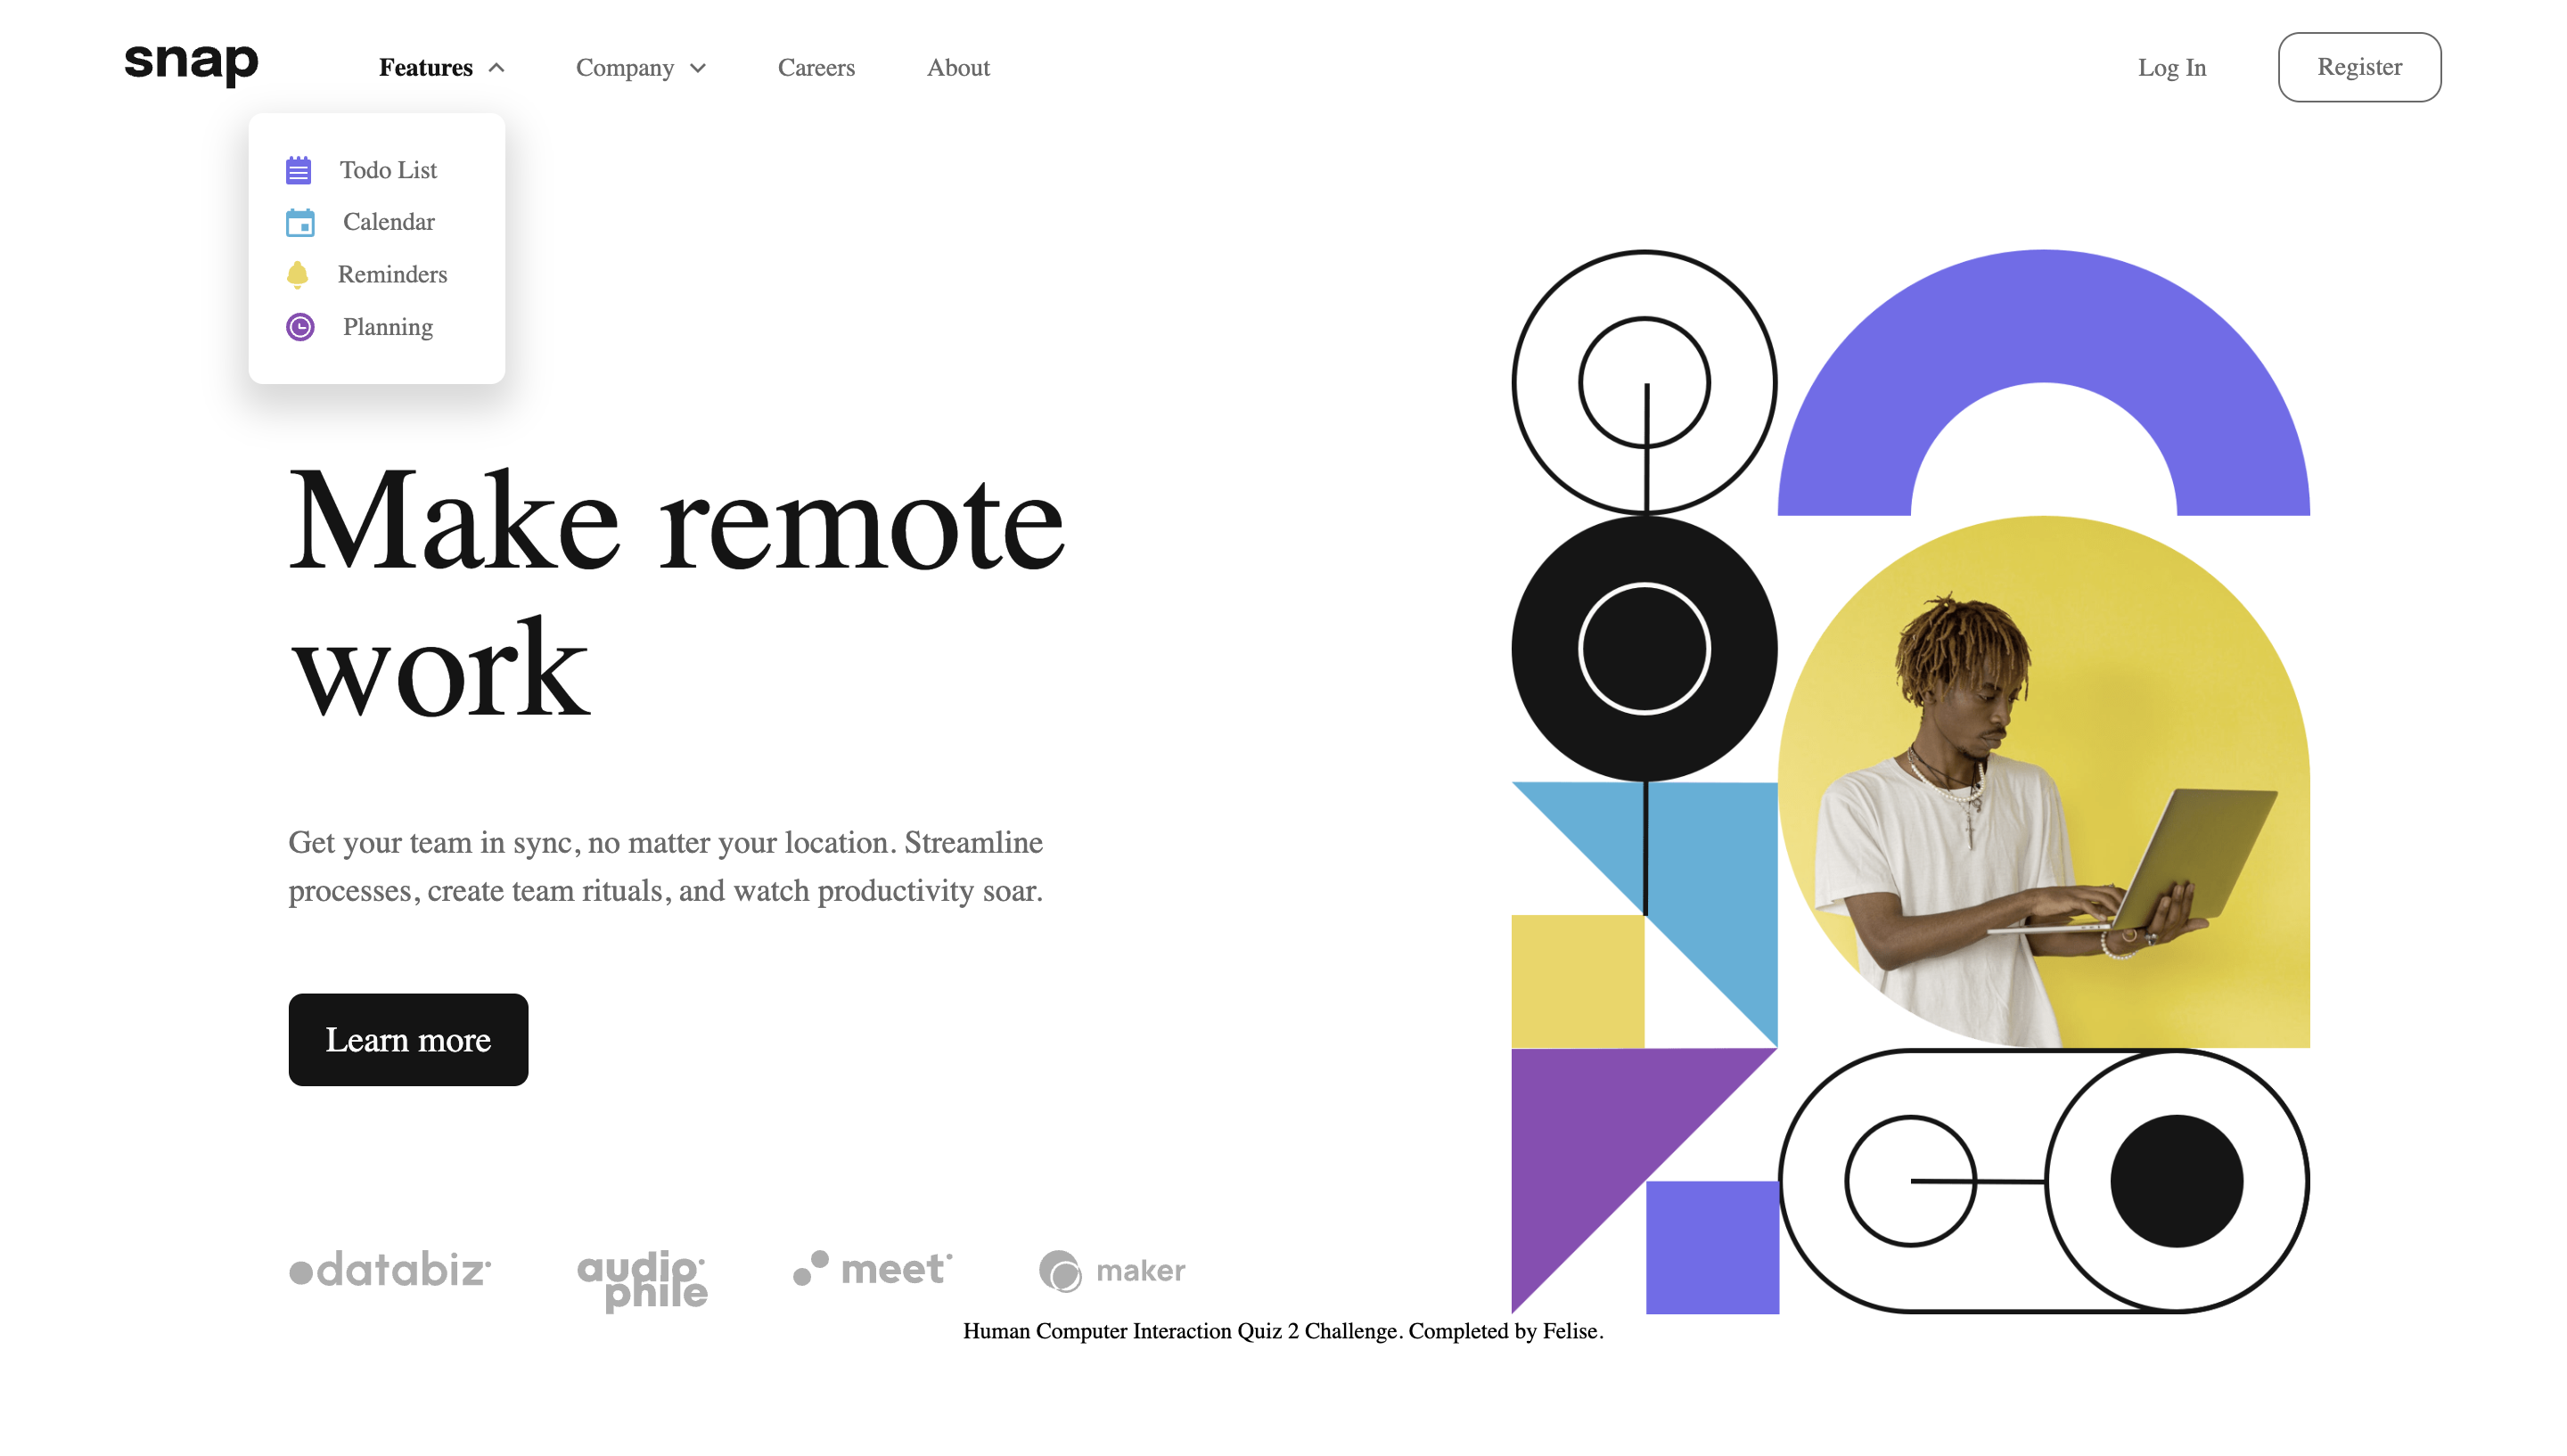 snap
Features
Company
Careers
About
Log In
Register
Todo List
Calendar
Reminders
Planning
Make remote
work
Get your team in sync, no matter your location. Streamline
processes, create team rituals, and watch productivity soar.
Learn more
databiz
audio
phile
meet
maker
Human Computer Interaction Quiz 2 Challenge. Completed by Felise.